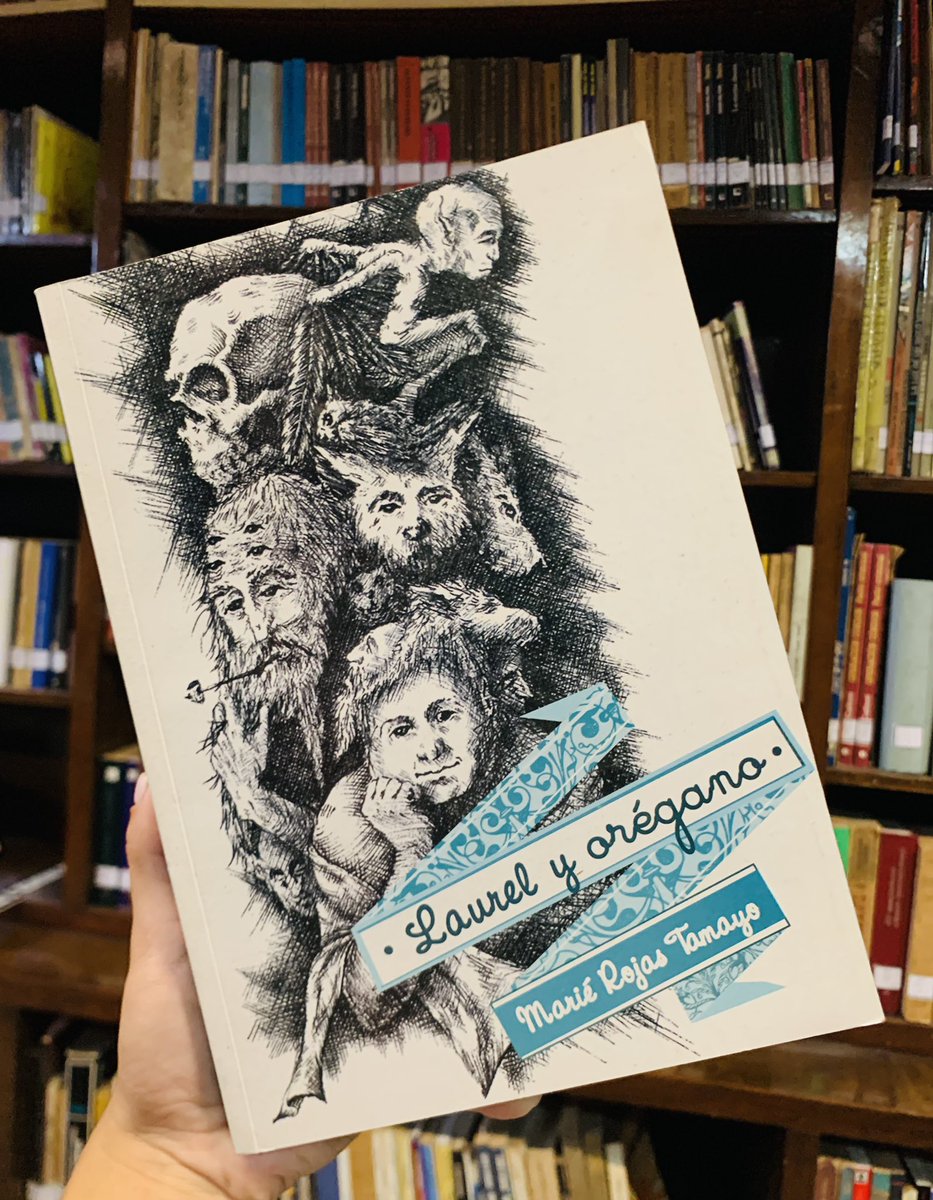 • Laurel y orégano •
Marié Rojas Tamayo